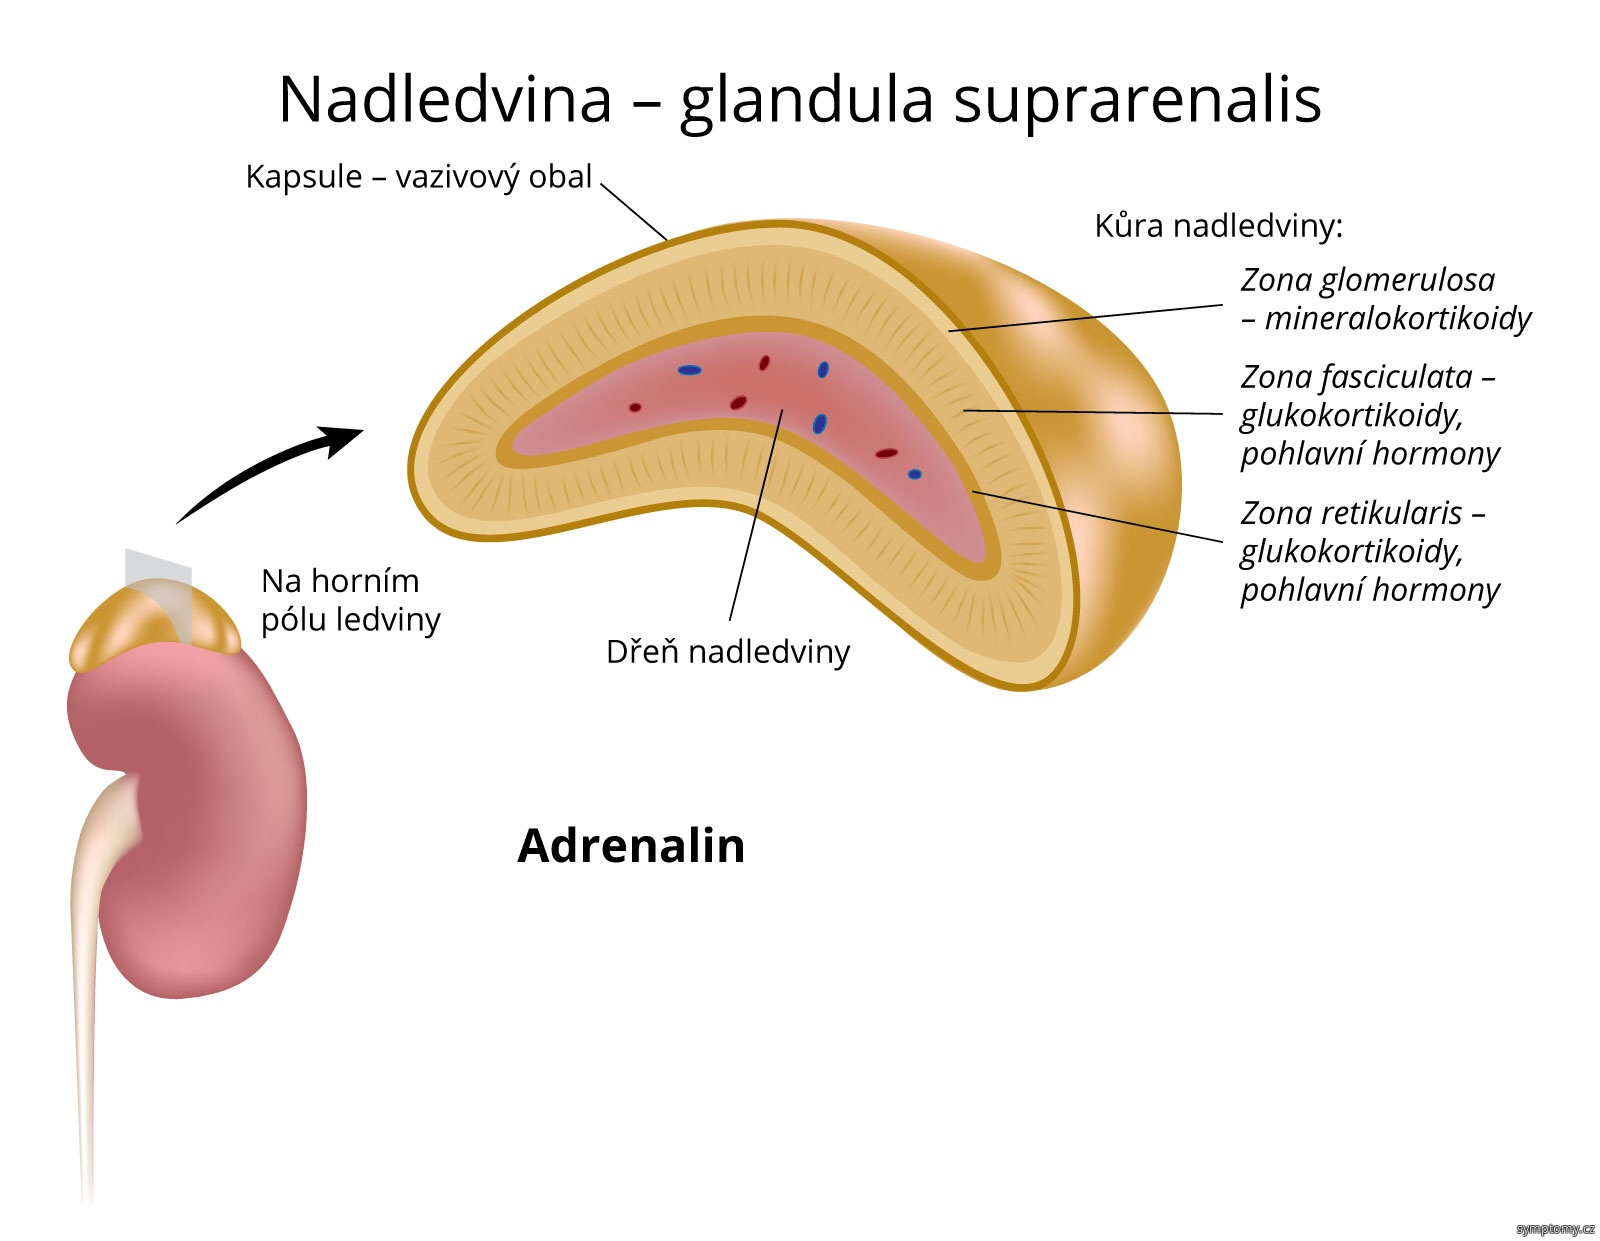 Nadledvina – glandula suprarenalis
Kapsule – vazivový obal
Kůra nadledviny:
Zona glomerulosa
– mineralokortikoidy
Zona fasciculata –
glukokortikoidy,
pohlavní hormony
Zona retikularis –
glukokortikoidy,
pohlavní hormony
Na horním
pólu ledviny
Dřeň nadledviny
Adrenalin
symptomy.cz